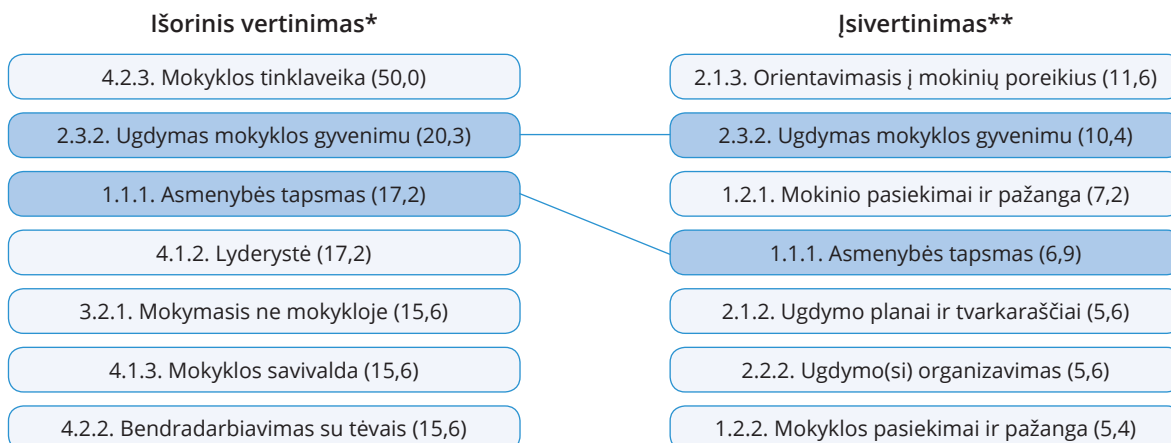 Išorinis vertinimas*
4.2.3. Mokyklos tinklaveika (50,0)
2.3.2. Ugdymas mokyklos gyvenimu (20,3)
1.1.1. Asmenybės tapsmas (17,2)
4.1.2. Lyderystė (17,2)
3.2.1. Mokymasis ne mokykloje (15,6)
4.1.3. Mokyklos savivalda (15,6)
4.2.2. Bendradarbiavimas su tėvais (15,6)
Įsivertinimas**
2.1.3. Orientavimasis į mokinių poreikius (11,6)
2.3.2. Ugdymas mokyklos gyvenimu (10,4)
1.2.1. Mokinio pasiekimai ir pažanga (7,2)
1.1.1. Asmenybės tapsmas (6,9)
2.1.2. Ugdymo planai ir tvarkaraščiai (5,6)
2.2.2. Ugdymo(si) organizavimas (5,6)
1.2.2. Mokyklos pasiekimai ir pažanga (5,4)